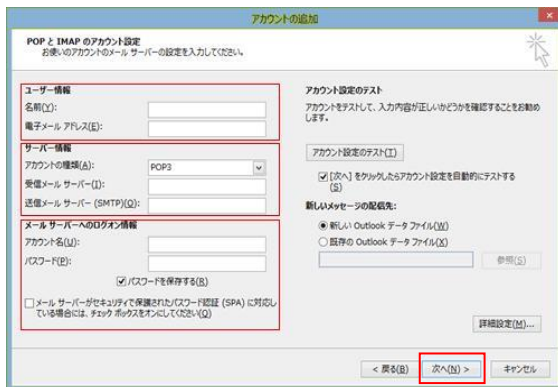 アカウントの追加
POP と IMAP のアカウント設定
お使いのアカウントのメール サーバーの設定を入力してください。
ユーザー情報
名前(Y):
電子メール アドレス(E):
サーバー情報
アカウントの種類(A):
POP3
受信メール サーバー(I):
送信メール サーバー (SMTP)(O):
メール サーバーへのログオン情報
アカウント名(U):
パスワード(P):
パスワードを保存する(R)
メール サーバーがセキュリティで保護されたパスワード認証 (SPA) に対応し
ている場合には、チェック ボックスをオンにしてください(Q)
アカウント設定のテスト
アカウントをテストして、入力内容が正しいかどうかを確認することをお勧め
します。
アカウント設定のテスト(T)
[次へ] をクリックしたらアカウント設定を自動的にテストする
(S)
新しいメッセージの配信先:
新しい Outlook データ ファイル(W)
既存の Outlook データ ファイル(X)
参照(S)
詳細設定(M)...
< 戻る(B)
次へ(N) >
キャンセル